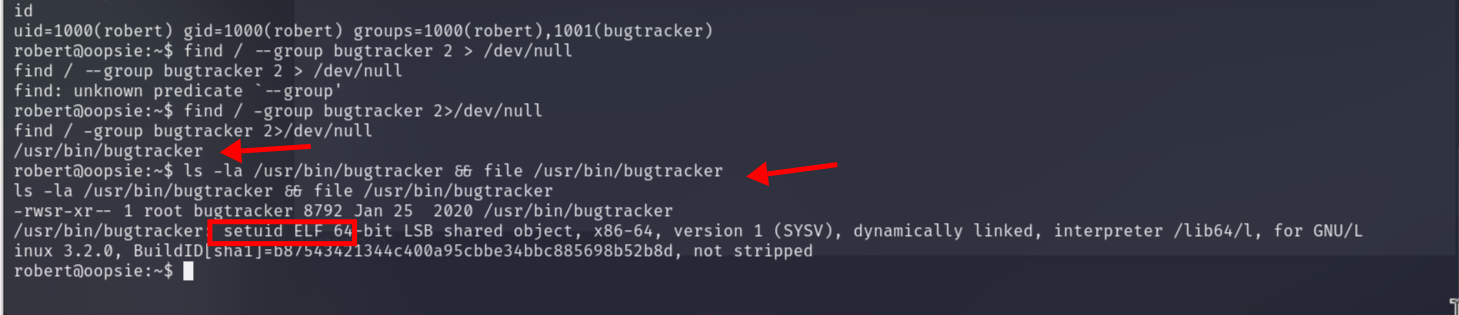 id
uid=1000(robert) gid=1000(robert) groups=1000(robert),1001(bugtracker)
robert@oopsie:~$ find / --group bugtracker 2 > /dev/null
find / --group bugtracker 2 > /dev/null
find: unknown predicate `--group'
robert@oopsie:~$ find / -group bugtracker 2>/dev/null
find / -group bugtracker 2>/dev/null
/usr/bin/bugtracker
robert@oopsie:~$ ls -la /usr/bin/bugtracker && file /usr/bin/bugtracker
ls -la /usr/bin/bugtracker && file /usr/bin/bugtracker
-rwsr-xr-- 1 root bugtracker 8792 Jan 25  2020 /usr/bin/bugtracker
/usr/bin/bugtracker: setuid ELF 64-bit LSB shared object, x86-64, version 1 (SYSV), dynamically linked, interpreter /lib64/l, for GNU/L
inux 3.2.0, BuildID[sha1]=b87543421344c400a95cbbe34bbc885698b52b8d, not stripped
robert@oopsie:~$